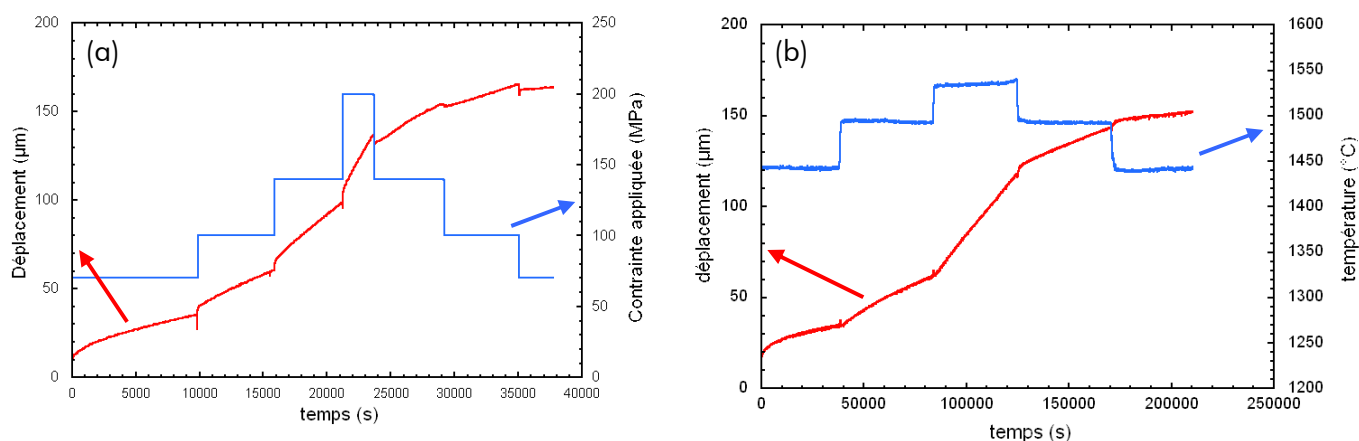 (a)
200
150
100
50
0
Déplacement (µm)
0 5000 10000 15000 20000 25000 30000 35000 40000
temps (s)
250
200
150
100
50
0
Contrainte appliquée (MPa)
(b)
200
150
100
50
0
déplacement (µm)
0 50000 100000 150000 200000 250000
temps (s)
1600
1550
1500
1450
1400
1350
1300
1250
1200
température (°C)